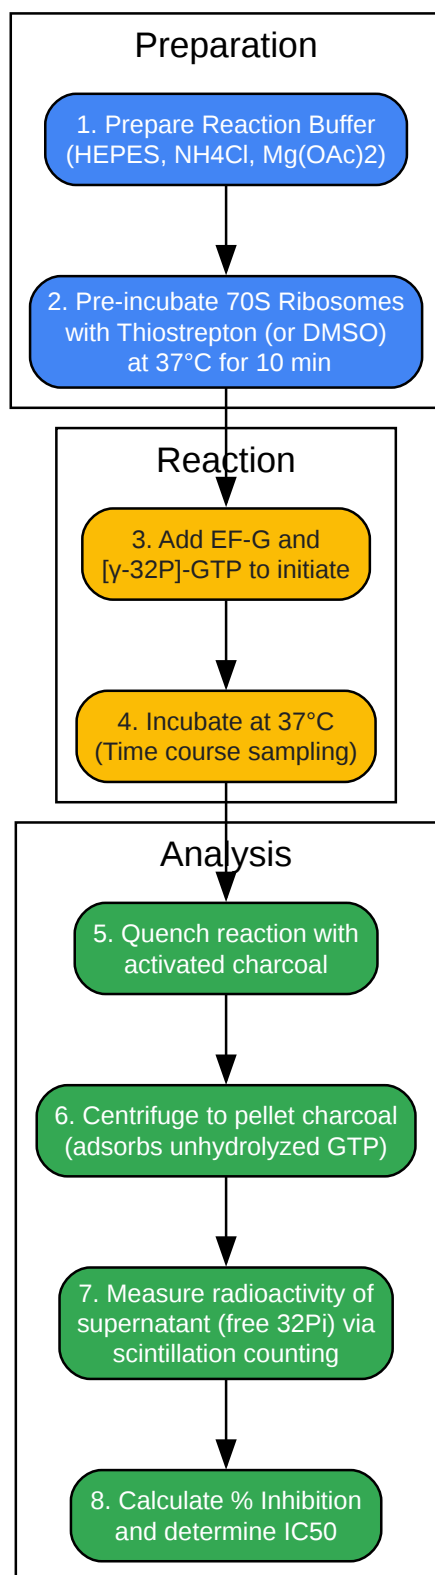 Preparation
1. Prepare Reaction Buffer
(HEPES, NH4Cl, Mg(OAc)2)
2. Pre-incubate 70S Ribosomes
with Thiostrepton (or DMSO)
at 37°C for 10 min
Reaction
3. Add EF-G and
[γ-32P]-GTP to initiate
4. Incubate at 37°C
(Time course sampling)
Analysis
5. Quench reaction with
activated charcoal
6. Centrifuge to pellet charcoal
(adsorbs unhydrolyzed GTP)
7. Measure radioactivity of
supernatant (free 32Pi) via
scintillation counting
8. Calculate % Inhibition
and determine IC50